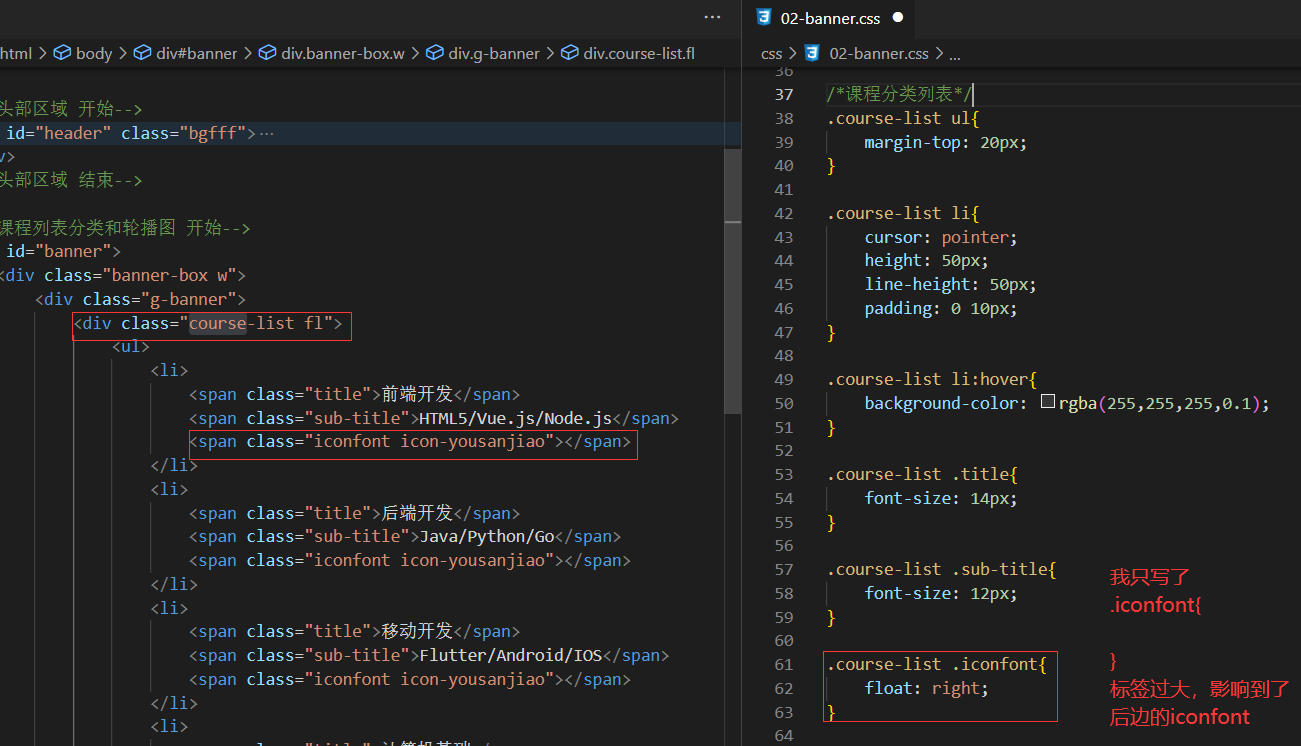 ···
html > body > div#banner > div.banner-box.w > div.g-banner > div.course-list.fl
头部区域 开始-->
id="header" class="bgfff">···
v>
头部区域 结束-->
课程列表分类和轮播图 开始-->
id="banner">
<div class="banner-box w">
<div class="g-banner">
<div class="course-list fl">
<ul>
<li>
<span class="title">前端开发</span>
<span class="sub-title">HTML5/Vue.js/Node.js</span>
<span class="iconfont icon-yousanjiao"></span>
</li>
<li>
<span class="title">后端开发</span>
<span class="sub-title">Java/Python/Go</span>
<span class="iconfont icon-yousanjiao"></span>
</li>
<li>
<span class="title">移动开发</span>
<span class="sub-title">Flutter/Android/IOS</span>
<span class="iconfont icon-yousanjiao"></span>
</li>
<li>
02-banner.css ●
css > 02-banner.css > ...
36
37 /*课程分类列表*/
38 .course-list ul{
39 margin-top: 20px;
40 }
41
42 .course-list li{
43 cursor: pointer;
44 height: 50px;
45 line-height: 50px;
46 padding: 0 10px;
47 }
48
49 .course-list li:hover{
50 background-color: rgba(255,255,255,0.1);
51 }
52
53 .course-list .title{
54 font-size: 14px;
55 }
56
57 .course-list .sub-title{
58 font-size: 12px;
59 }
60
61 .course-list .iconfont{
62 float: right;
63 }
64
我只写了
.iconfont{
}
标签过大，影响到了
后边的iconfont